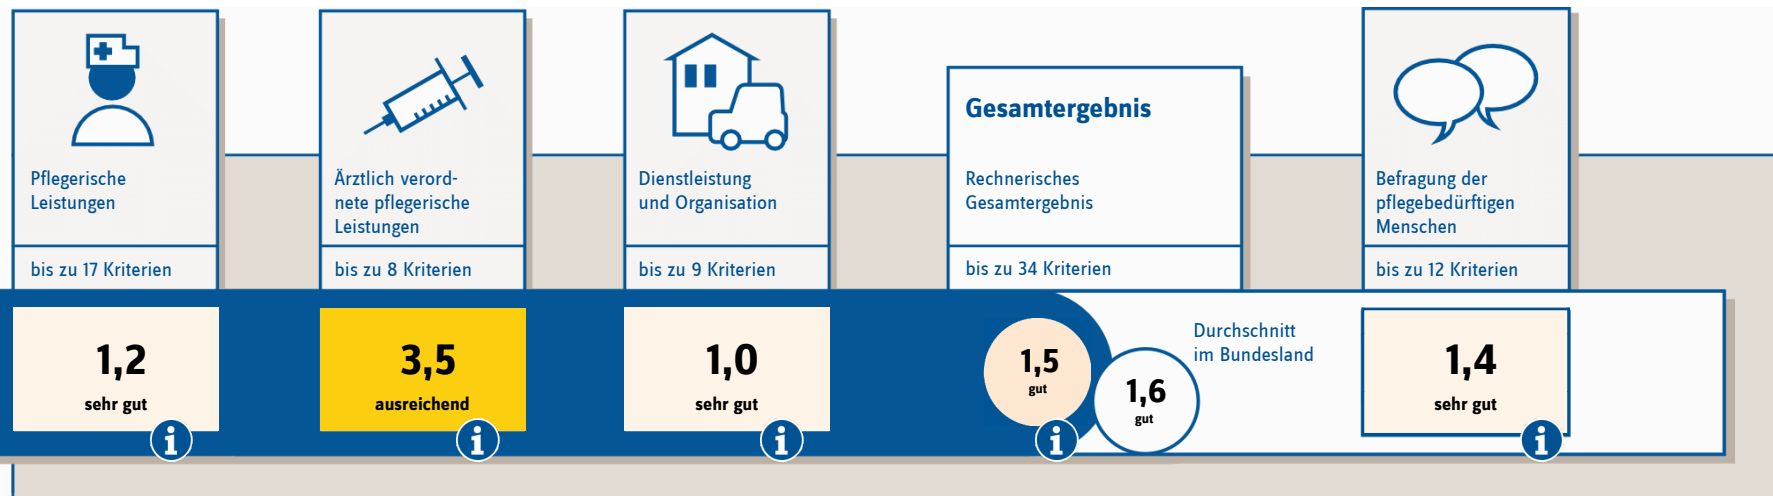 Pflegerische
Leistungen
bis zu 17 Kriterien
1,2
sehr gut
Ärztlich verord-
nete pflegerische
Leistungen
bis zu 8 Kriterien
3,5
ausreichend
Dienstleistung
und Organisation
bis zu 9 Kriterien
1,0
sehr gut
Gesamtergebnis
Rechnerisches
Gesamtergebnis
bis zu 34 Kriterien
1,5
gut
Durchschnitt
im Bundesland
1,6
gut
Befragung der
pflegebedürftigen
Menschen
bis zu 12 Kriterien
1,4
sehr gut